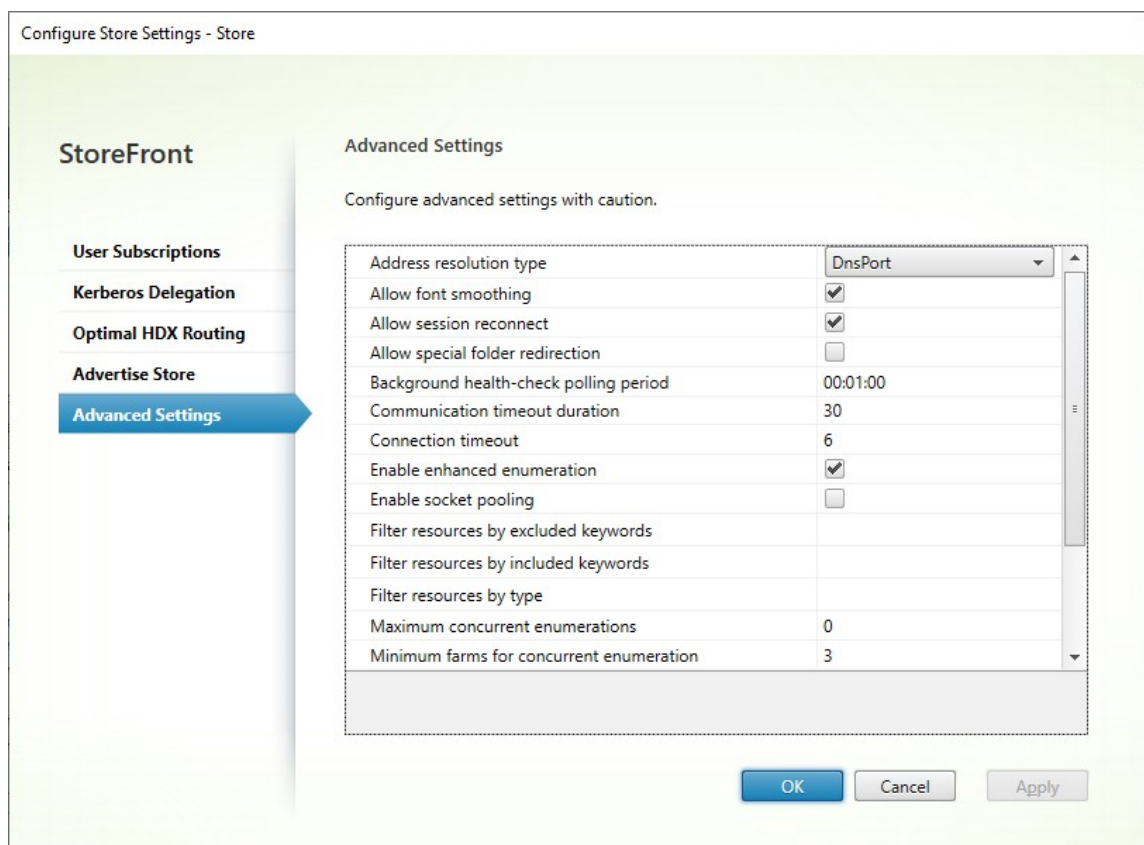 Configure Store Settings - Store
StoreFront
User Subscriptions
Kerberos Delegation
Optimal HDX Routing
Advertise Store
Advanced Settings
Advanced Settings
Configure advanced settings with caution.
Address resolution type DnsPort
Allow font smoothing
Allow session reconnect
Allow special folder redirection
Background health-check polling period 00:01:00
Communication timeout duration 30
Connection timeout 6
Enable enhanced enumeration
Enable socket pooling
Filter resources by excluded keywords
Filter resources by included keywords
Filter resources by type
Maximum concurrent enumerations 0
Minimum farms for concurrent enumeration 3
OK Cancel Apply